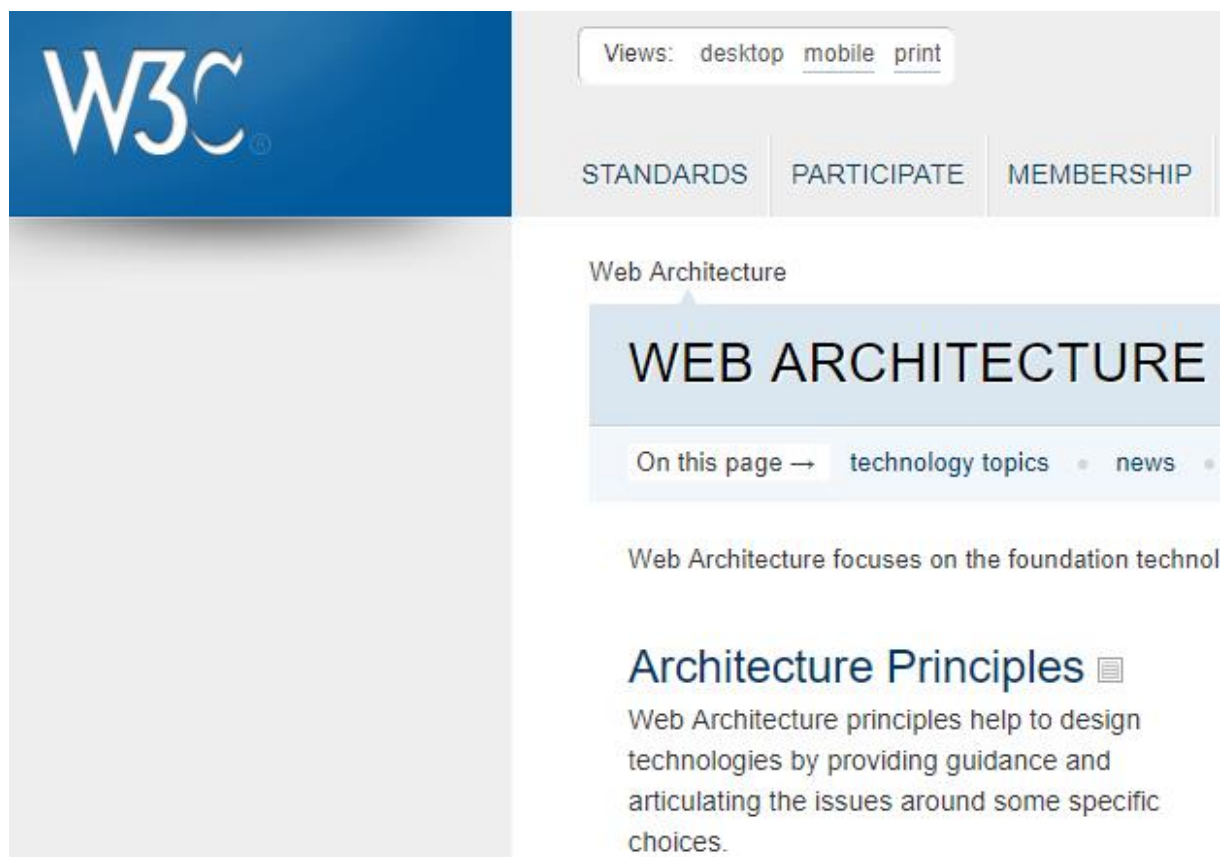 W3C®
Views: desktop mobile print
STANDARDS PARTICIPATE MEMBERSHIP
Web Architecture
WEB ARCHITECTURE
On this page → technology topics • news •
Web Architecture focuses on the foundation technol
Architecture Principles
Web Architecture principles help to design
technologies by providing guidance and
articulating the issues around some specific
choices.